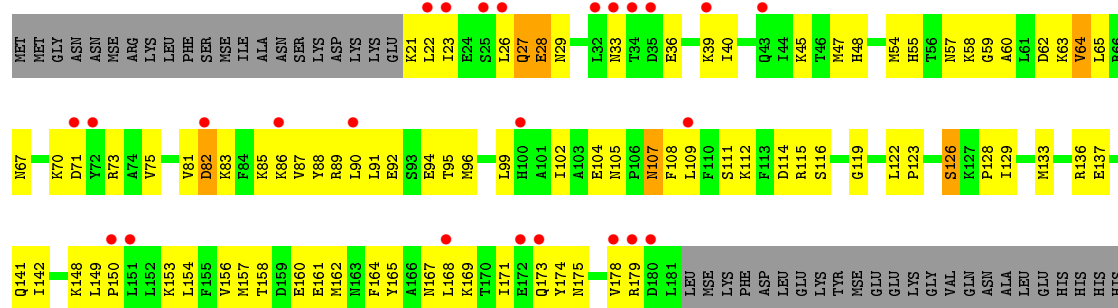 MET MET GLY ASN ASN MSE ARG LYS LEU PHE SER MSE ILE ALA ASN SER LYS ASP LYS LYS GLU K21 L22 I23 E24 S25 L26 Q27 E28 N29 L32 N33 T34 D35 E36 K39 I40 Q43 I44 K45 T46 M47 H48 M54 H55 T56 N57 K58 G59 A60 L61 D62 K63 V64 L65 R66
N67 K70 D71 Y72 R73 A74 V75 V81 D82 K83 F84 K85 K86 V87 Y88 R89 L90 L91 E92 S93 E94 T95 M96 L99 H100 A101 I102 A103 E104 N105 P106 N107 F108 L109 F110 S111 K112 F113 D114 R115 S116 G119 L122 P123 S126 K127 P128 I129 M133 R136 E137
Q141 I142 K148 L149 P150 L151 L152 K153 L154 F155 V156 M157 T158 D159 E160 E161 M162 N163 F164 Y165 A166 N167 L168 K169 T170 I171 E172 Q173 Y174 N175 V178 R179 D180 L181 LEU MSE LYS PHE ASP LEU GLY LYS TYR MSE GLU GLU LYS GLY VAL GLN ASN ALA LEU GLU HIS HIS HIS HIS